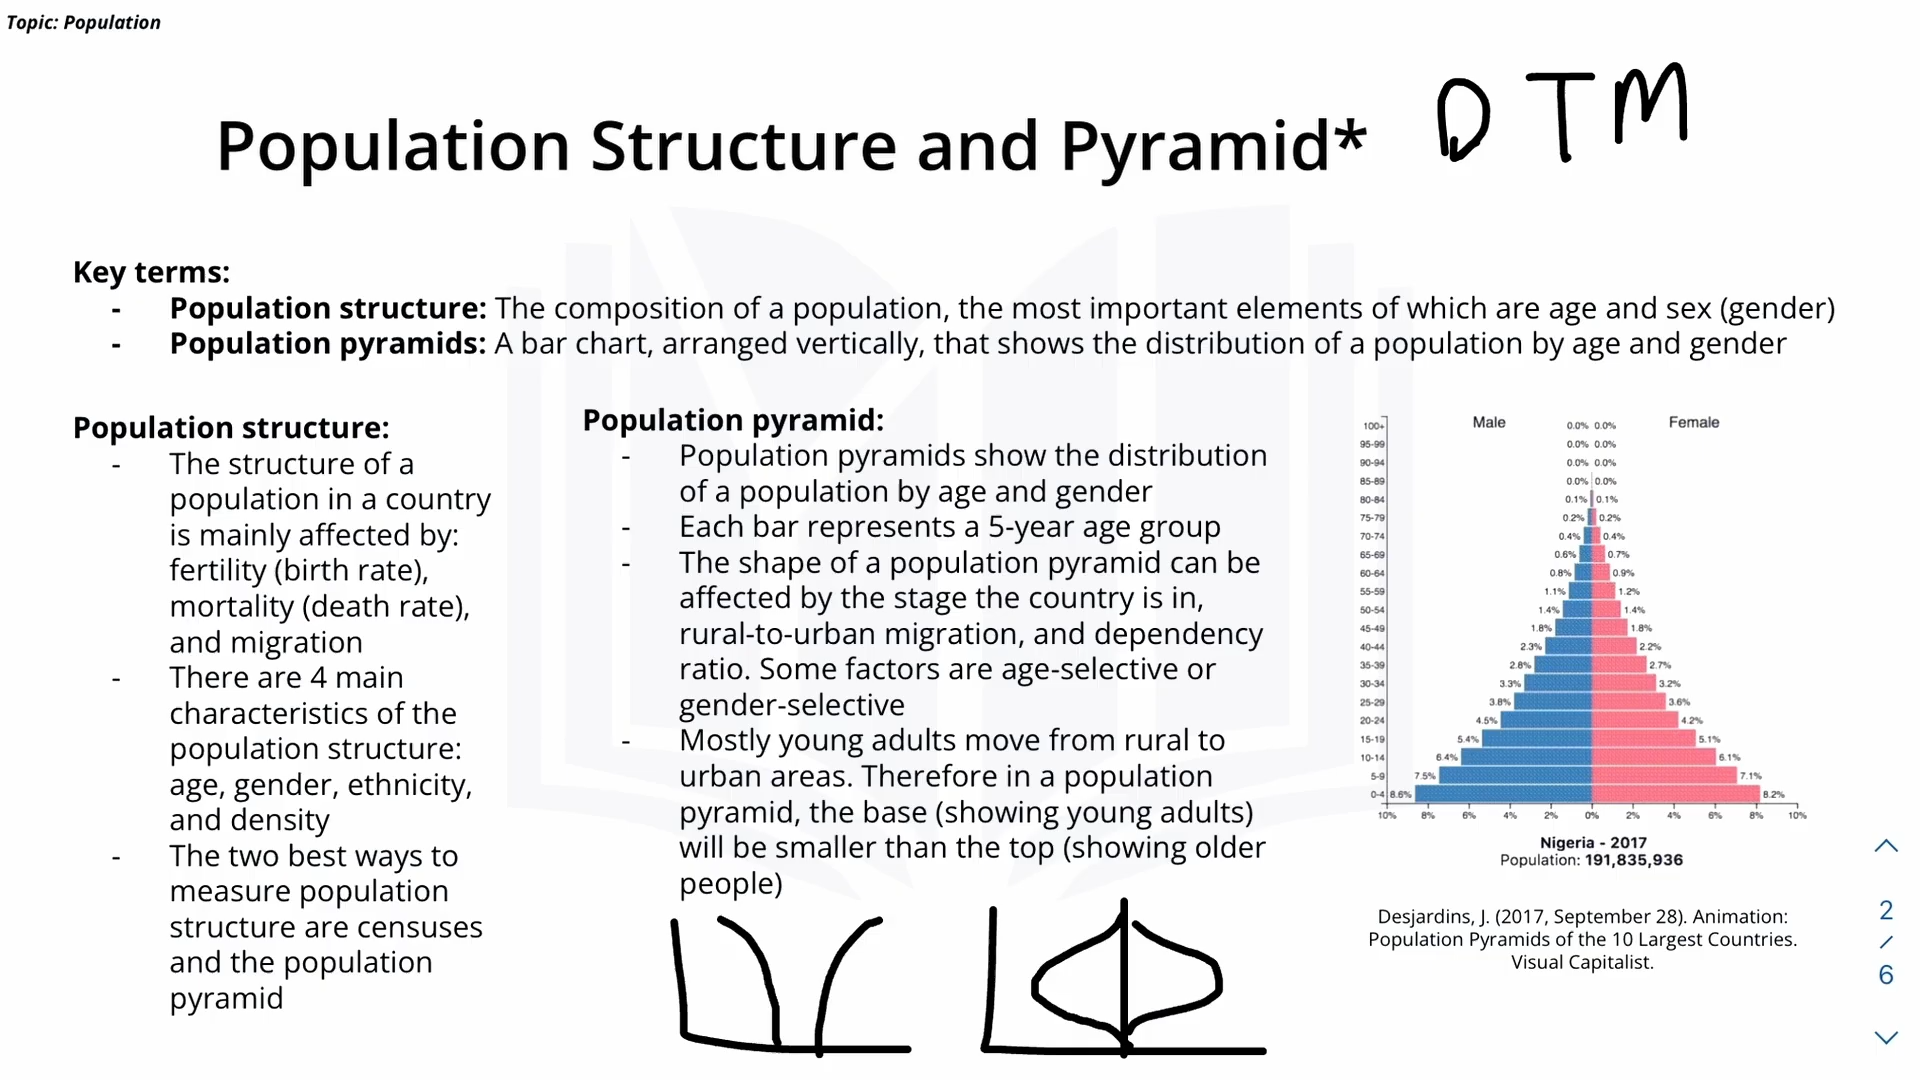 Topic: Population
Population Structure and Pyramid*
DTM
Key terms:
- Population structure: The composition of a population, the most important elements of which are age and sex (gender)
- Population pyramids: A bar chart, arranged vertically, that shows the distribution of a population by age and gender
Population structure:
- The structure of a
population in a country
is mainly affected by:
fertility (birth rate),
mortality (death rate),
and migration
- There are 4 main
characteristics of the
population structure:
age, gender, ethnicity,
and density
- The two best ways to
measure population
structure are censuses
and the population
pyramid
Population pyramid:
- Population pyramids show the distribution
of a population by age and gender
- Each bar represents a 5-year age group
- The shape of a population pyramid can be
affected by the stage the country is in,
rural-to-urban migration, and dependency
ratio. Some factors are age-selective or
gender-selective
- Mostly young adults move from rural to
urban areas. Therefore in a population
pyramid, the base (showing young adults)
will be smaller than the top (showing older
people)
Male Female
100+ 0.0% 0.0%
95-99 0.0% 0.0%
90-94 0.0% 0.0%
85-89 0.0% 0.0%
80-84 0.1% 0.1%
75-79 0.2% 0.2%
70-74 0.4% 0.4%
65-69 0.6% 0.7%
60-64 0.8% 0.9%
55-59 1.1% 1.2%
50-54 1.4% 1.4%
45-49 1.8% 1.8%
40-44 2.3% 2.2%
35-39 2.8% 2.7%
30-34 3.3% 3.2%
25-29 3.8% 3.6%
20-24 4.5% 4.2%
15-19 5.4% 5.1%
10-14 6.4% 6.1%
5-9 7.5% 7.1%
0-4 8.6% 8.2%
10% 8% 6% 4% 2% 0% 2% 4% 6% 8% 10%
Nigeria - 2017
Population: 191,835,936
Desjardins, J. (2017, September 28). Animation:
Population Pyramids of the 10 Largest Countries.
Visual Capitalist.
2
/
6